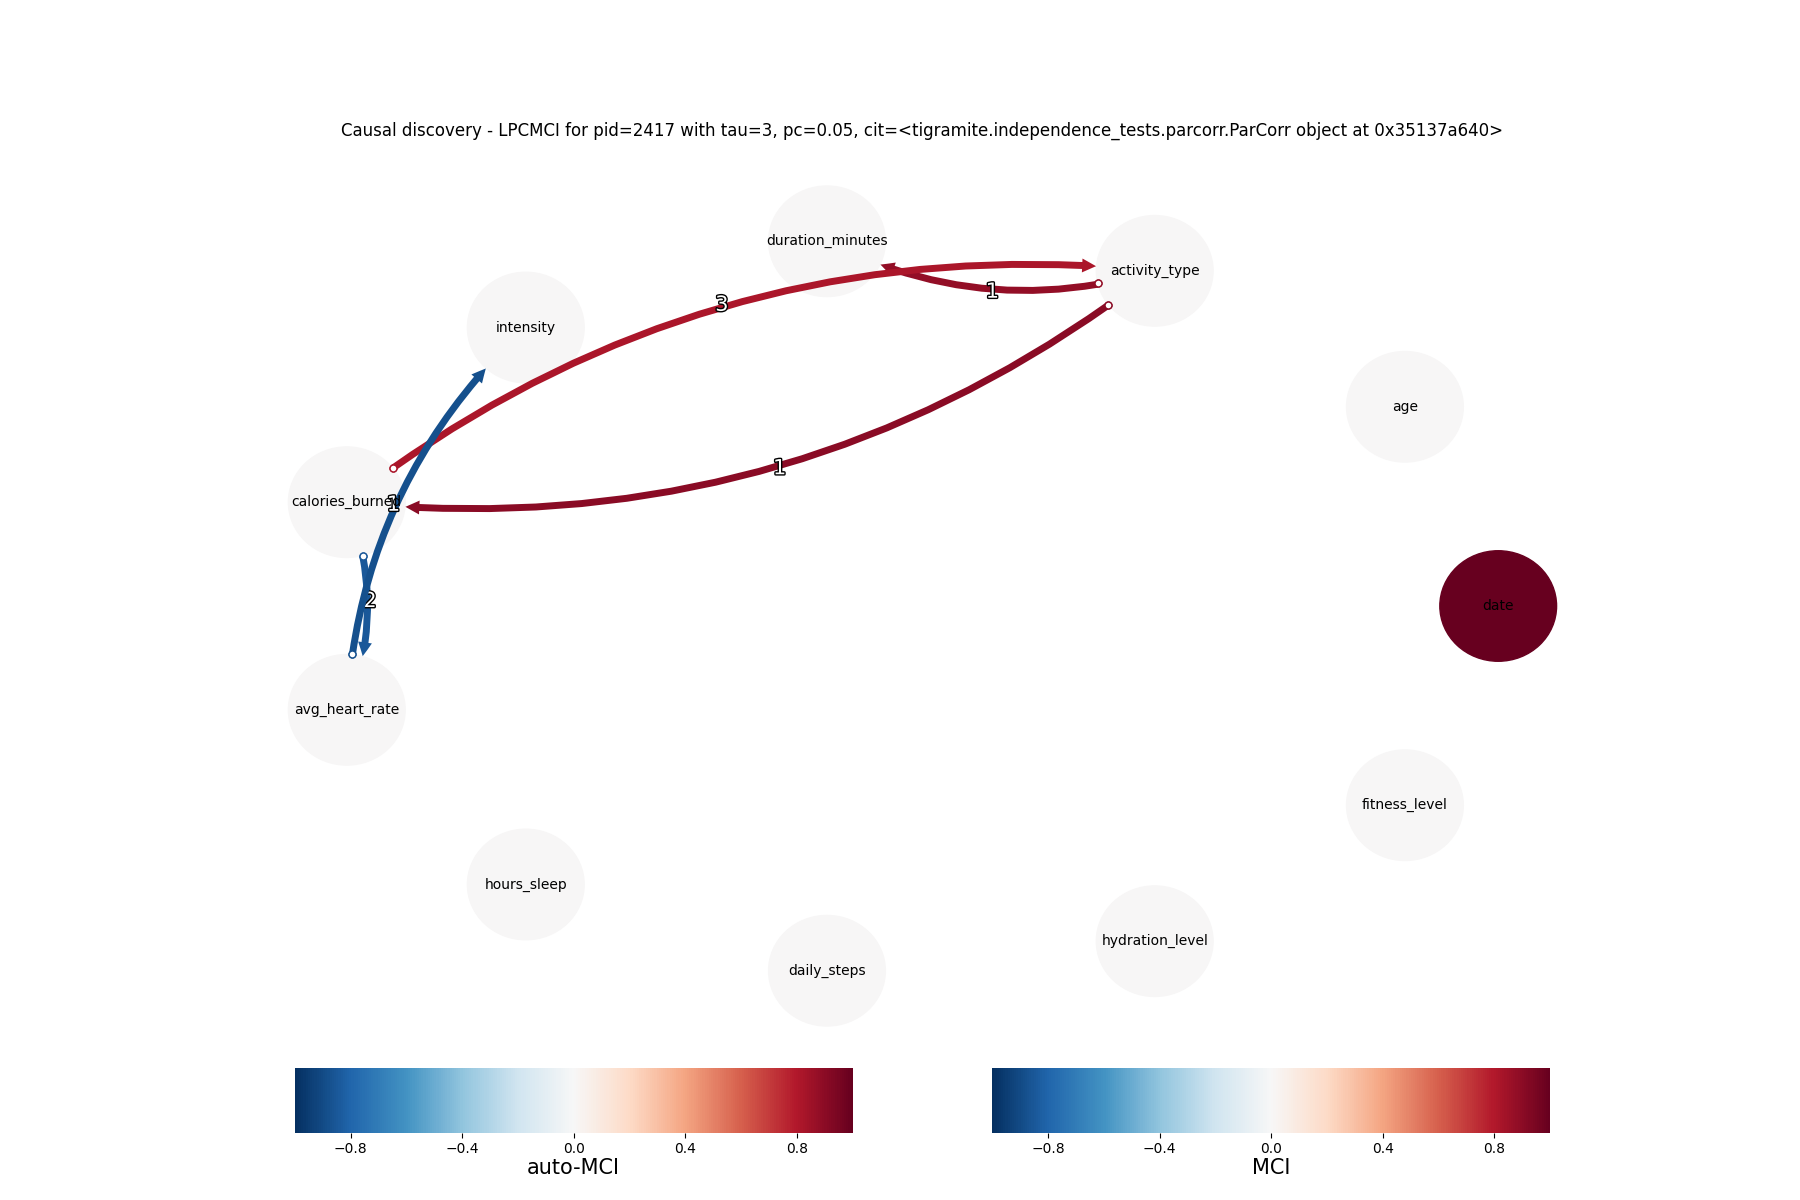 Causal discovery - LPCMCI for pid=2417 with tau=3, pc=0.05, cit=<tigramite.independence_tests.parcorr.ParCorr object at 0x35137a640>
duration_minutes
activity_type
1
3
intensity
age
1
calories_burned
1
date
2
avg_heart_rate
fitness_level
hours_sleep
hydration_level
daily_steps
−0.8 −0.4 0.0 0.4 0.8
auto-MCI
−0.8 −0.4 0.0 0.4 0.8
MCI